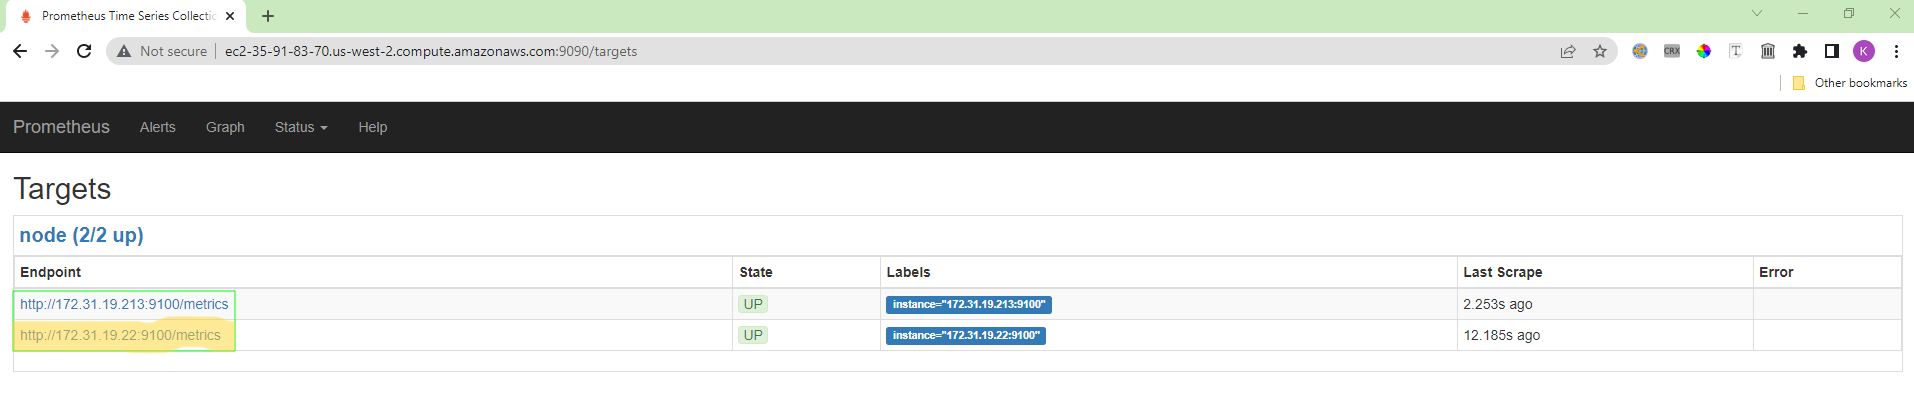 Prometheus Time Series Collectio
Not secure | ec2-35-91-83-70.us-west-2.compute.amazonaws.com:9090/targets
CRX
T
K
Other bookmarks
Prometheus Alerts Graph Status Help
Targets
node (2/2 up)
Endpoint State Labels Last Scrape Error
http://172.31.19.213:9100/metrics UP instance="172.31.19.213:9100" 2.253s ago
http://172.31.19.22:9100/metrics UP instance="172.31.19.22:9100" 12.185s ago